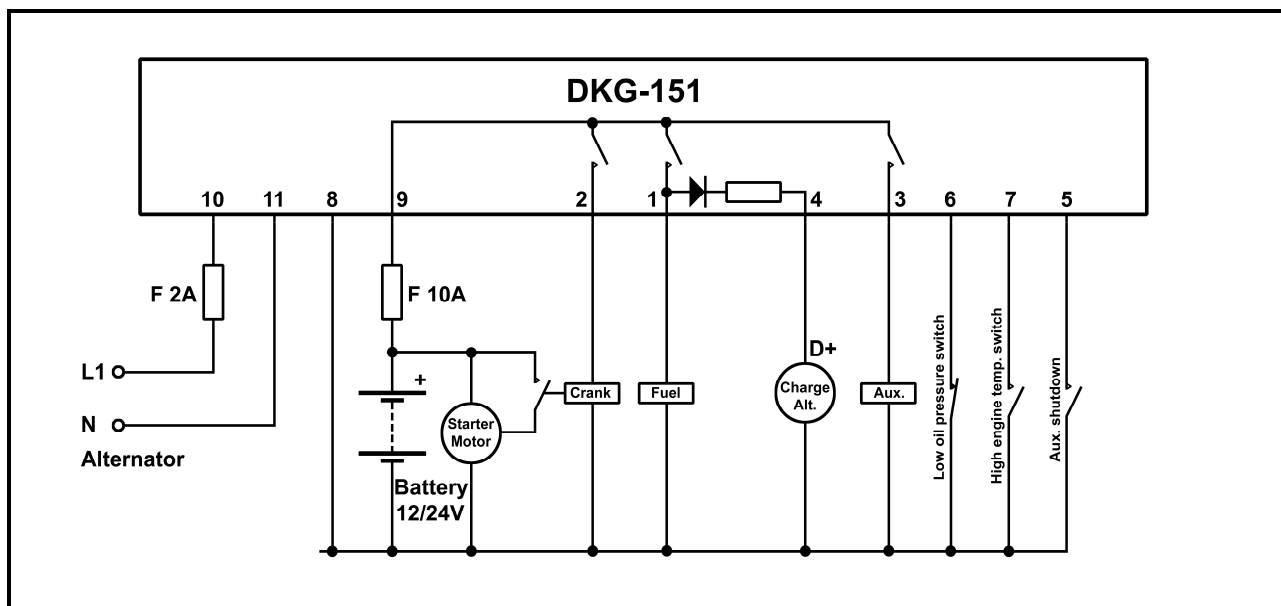 DKG-151
10 11 8 9 2 1 4 3 6 7 5
F 2A
F 10A
L1
N
Alternator
+
Battery
12/24V
Starter
Motor
Crank
Fuel
D+
Charge
Alt.
Aux.
Low oil pressure switch
High engine temp. switch
Aux. shutdown